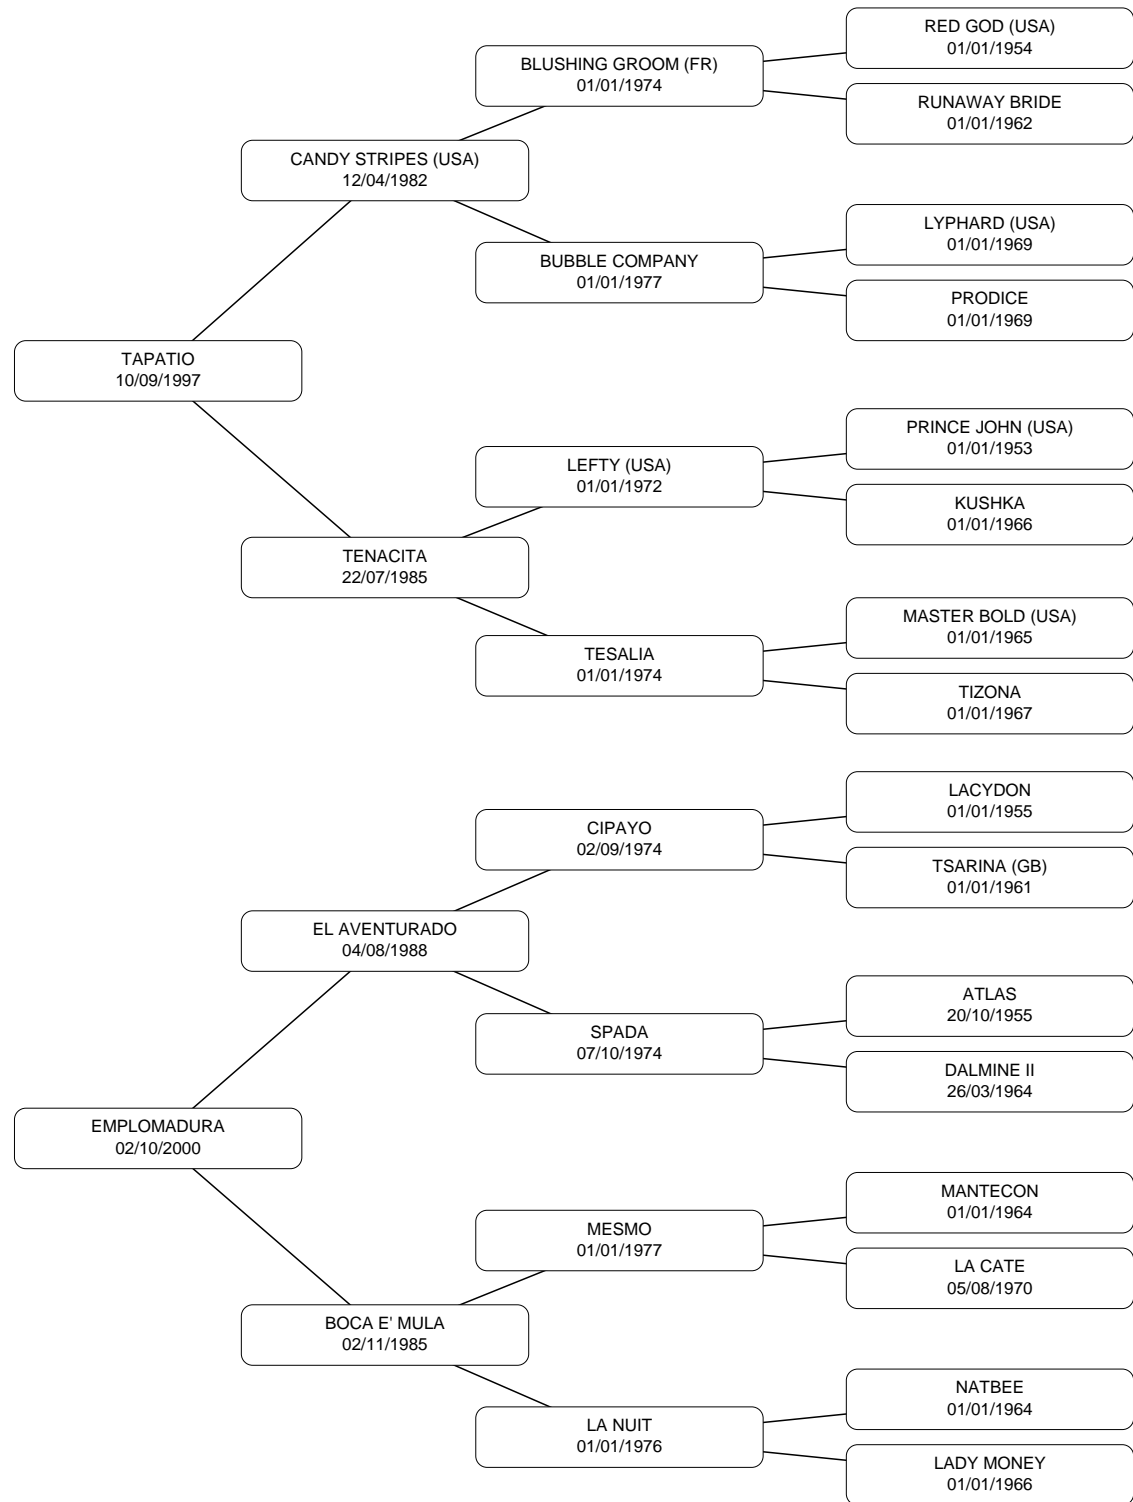 RED GOD (USA)
01/01/1954
BLUSHING GROOM (FR)
01/01/1974
RUNAWAY BRIDE
01/01/1962
CANDY STRIPES (USA)
12/04/1982
LYPHARD (USA)
01/01/1969
BUBBLE COMPANY
01/01/1977
PRODICE
01/01/1969
TAPATIO
10/09/1997
PRINCE JOHN (USA)
01/01/1953
LEFTY (USA)
01/01/1972
KUSHKA
01/01/1966
TENACITA
22/07/1985
MASTER BOLD (USA)
01/01/1965
TESALIA
01/01/1974
TIZONA
01/01/1967
LACYDON
01/01/1955
CIPAYO
02/09/1974
TSARINA (GB)
01/01/1961
EL AVENTURADO
04/08/1988
ATLAS
20/10/1955
SPADA
07/10/1974
DALMINE II
26/03/1964
EMPLOMADURA
02/10/2000
MANTECON
01/01/1964
MESMO
01/01/1977
LA CATE
05/08/1970
BOCA E' MULA
02/11/1985
NATBEE
01/01/1964
LA NUIT
01/01/1976
LADY MONEY
01/01/1966